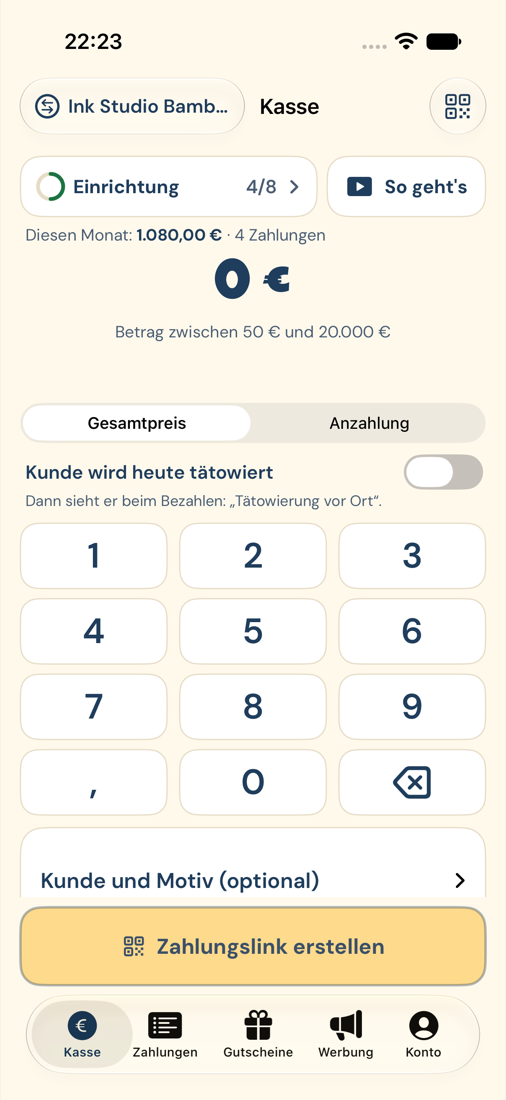 22:23
Ink Studio Bamb...
Kasse
Einrichtung 4/8
So geht's
Diesen Monat: 1.080,00 € · 4 Zahlungen
0 €
Betrag zwischen 50 € und 20.000 €
Gesamtpreis
Anzahlung
Kunde wird heute tätowiert
Dann sieht er beim Bezahlen: „Tätowierung vor Ort“.
1 2 3
4 5 6
7 8 9
, 0
Kunde und Motiv (optional)
Zahlungslink erstellen
Kasse Zahlungen Gutscheine Werbung Konto